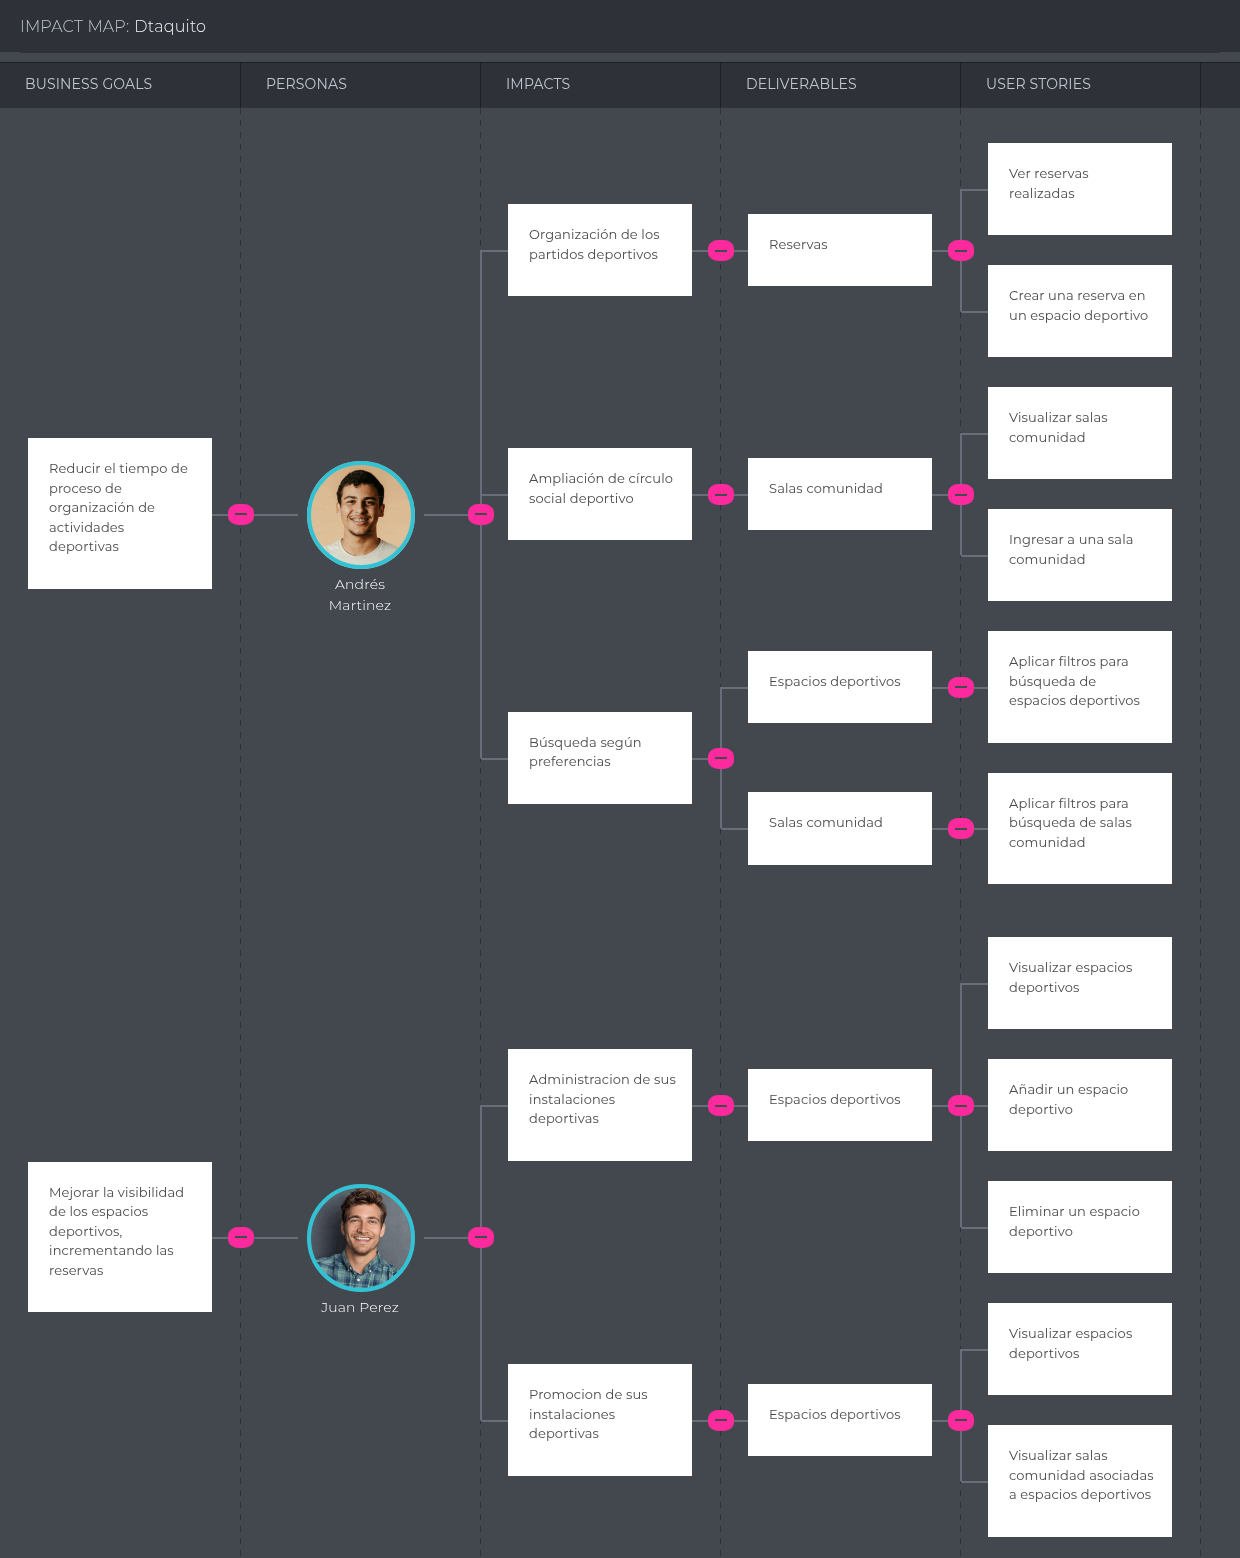 IMPACT MAP: Dtaquito
BUSINESS GOALS
PERSONAS
IMPACTS
DELIVERABLES
USER STORIES
Reducir el tiempo de
proceso de
organización de
actividades
deportivas
Andrés
Martinez
Organización de los
partidos deportivos
Reservas
Ver reservas
realizadas
Crear una reserva en
un espacio deportivo
Ampliación de círculo
social deportivo
Salas comunidad
Visualizar salas
comunidad
Ingresar a una sala
comunidad
Búsqueda según
preferencias
Espacios deportivos
Aplicar filtros para
búsqueda de
espacios deportivos
Salas comunidad
Aplicar filtros para
búsqueda de salas
comunidad
Mejorar la visibilidad
de los espacios
deportivos,
incrementando las
reservas
Juan Perez
Administracion de sus
instalaciones
deportivas
Espacios deportivos
Visualizar espacios
deportivos
Añadir un espacio
deportivo
Eliminar un espacio
deportivo
Promocion de sus
instalaciones
deportivas
Espacios deportivos
Visualizar espacios
deportivos
Visualizar salas
comunidad asociadas
a espacios deportivos